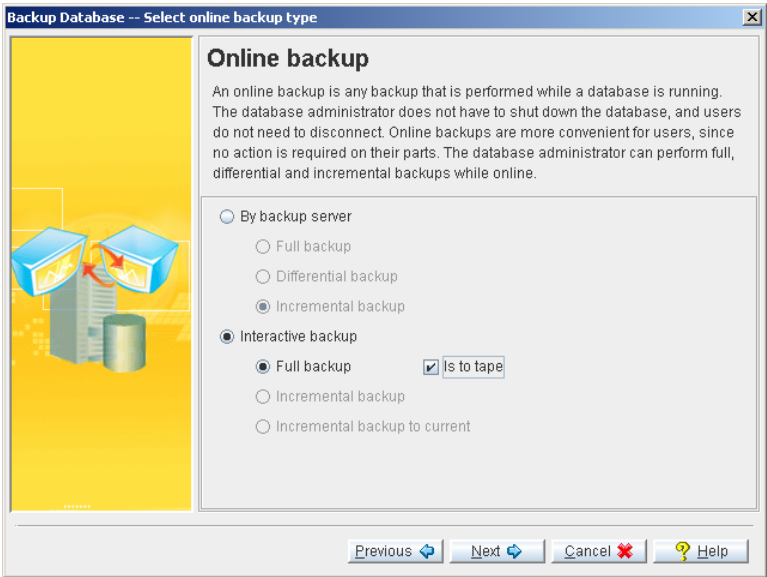 Backup Database -- Select online backup type
Online backup
An online backup is any backup that is performed while a database is running.
The database administrator does not have to shut down the database, and users
do not need to disconnect. Online backups are more convenient for users, since
no action is required on their parts. The database administrator can perform full,
differential and incremental backups while online.
By backup server
Full backup
Differential backup
Incremental backup
Interactive backup
Full backup Is to tape
Incremental backup
Incremental backup to current
Previous Next Cancel Help